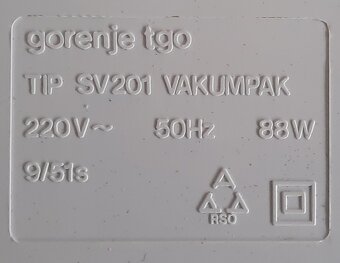 gorenje tgo
TIP SV201 VAKUMPAK
220V~ 50Hz 88W
9/51s
A
RSO